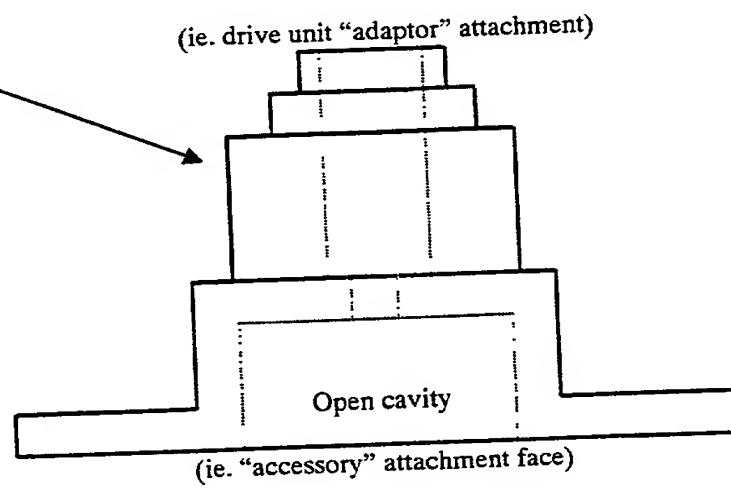 (ie. drive unit “adaptor” attachment)
Open cavity
(ie. “accessory” attachment face)